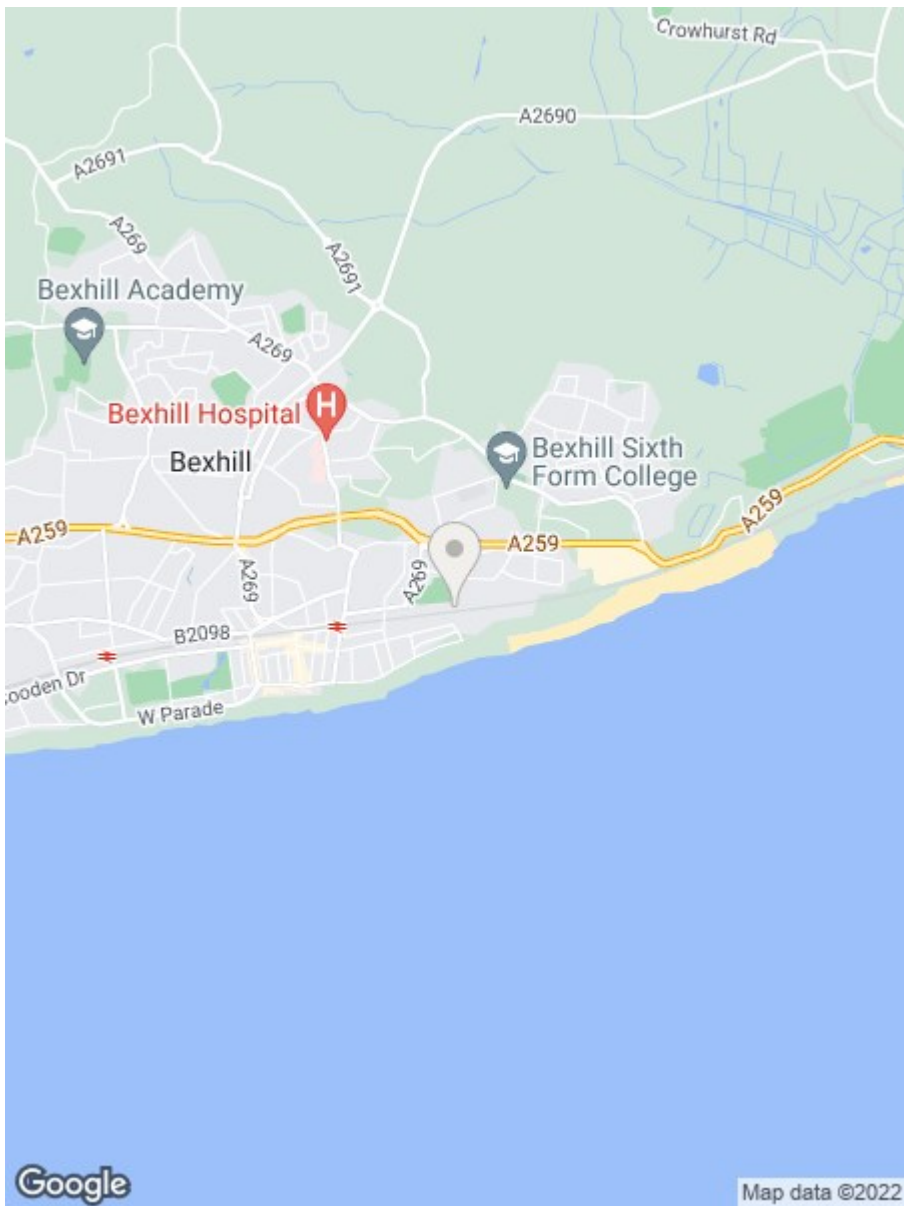 Crowhurst Rd
A2690
A2691
A269
A2691
Bexhill Academy
A269
Bexhill Hospital
H
Bexhill
Bexhill Sixth
Form College
A259
A259
A259
A269
A269
B2098
Cooden Dr
W Parade
Google
Map data ©2022